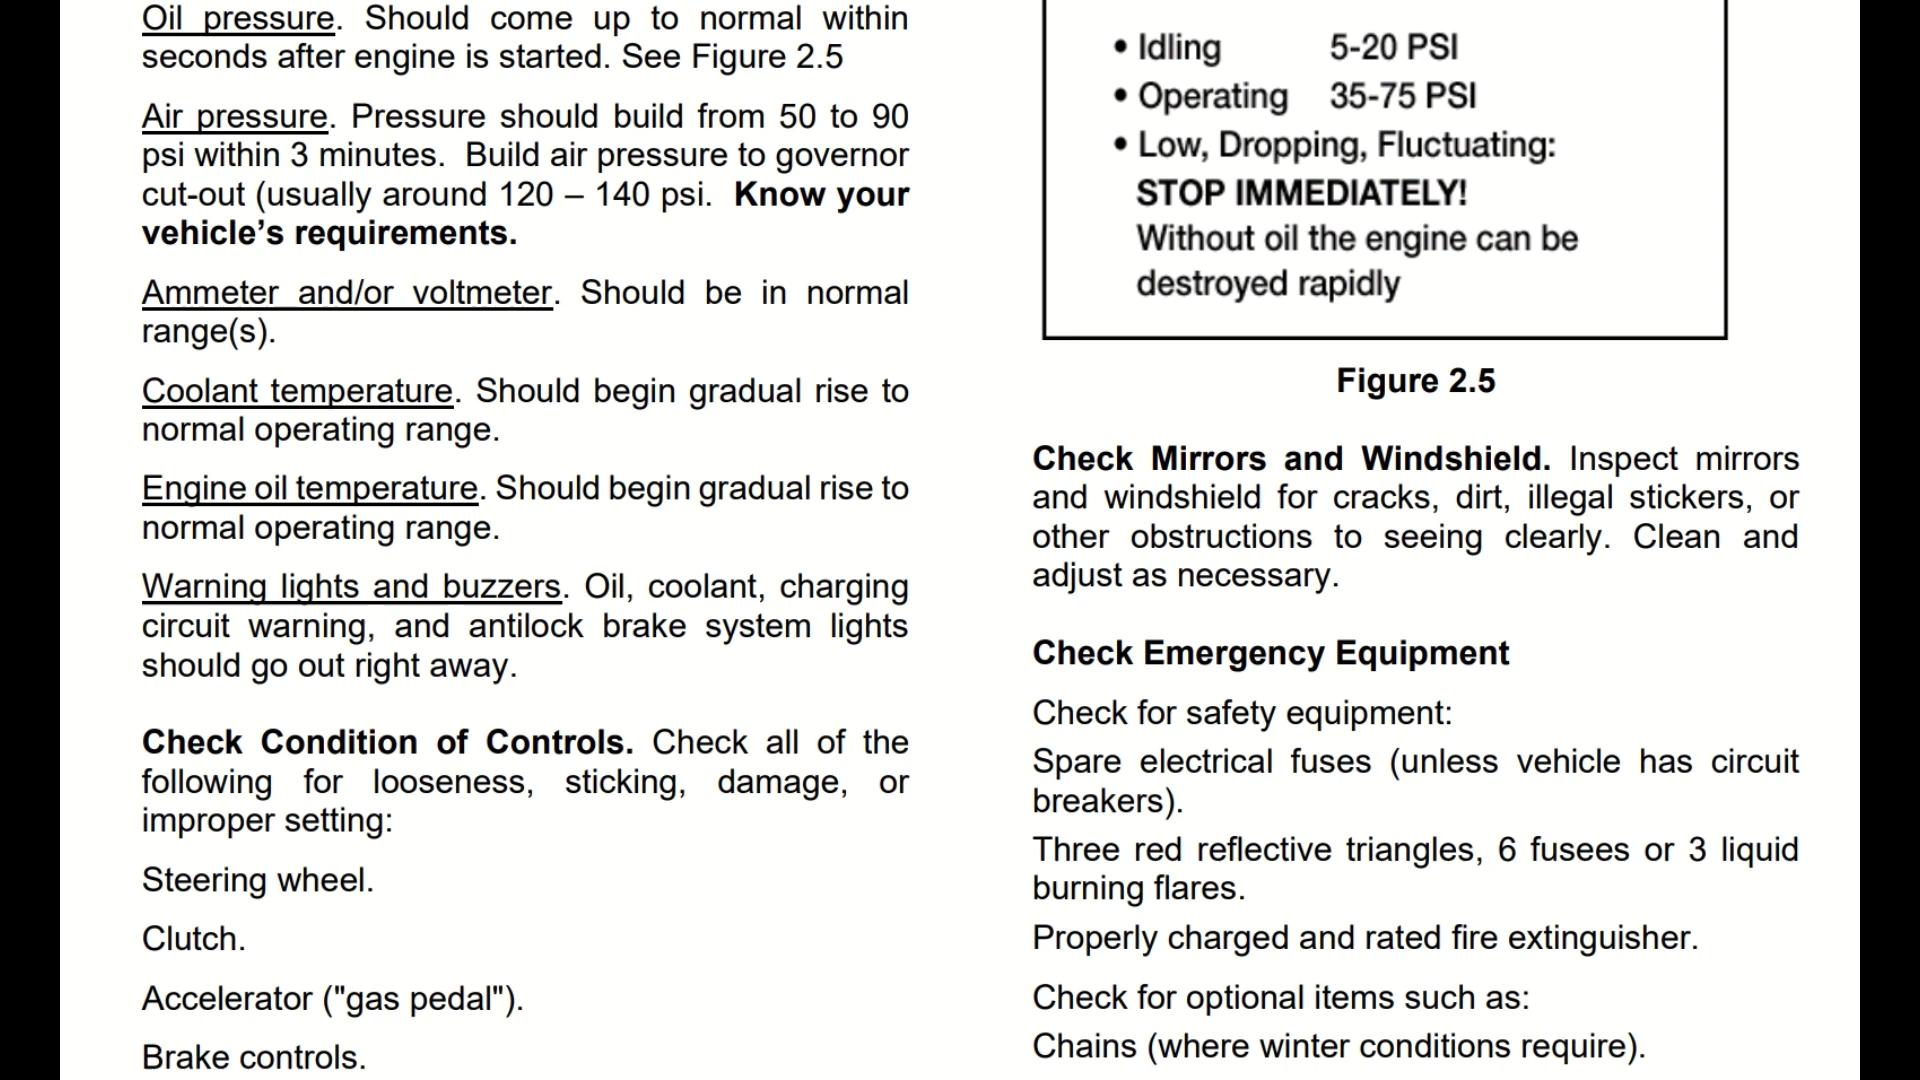 Oil pressure. Should come up to normal within
seconds after engine is started. See Figure 2.5
Air pressure. Pressure should build from 50 to 90
psi within 3 minutes. Build air pressure to governor
cut-out (usually around 120 – 140 psi. Know your
vehicle's requirements.
Ammeter and/or voltmeter. Should be in normal
range(s).
Coolant temperature. Should begin gradual rise to
normal operating range.
Engine oil temperature. Should begin gradual rise to
normal operating range.
Warning lights and buzzers. Oil, coolant, charging
circuit warning, and antilock brake system lights
should go out right away.
Check Condition of Controls. Check all of the
following for looseness, sticking, damage, or
improper setting:
Steering wheel.
Clutch.
Accelerator ("gas pedal").
Brake controls.
• Idling 5-20 PSI
• Operating 35-75 PSI
• Low, Dropping, Fluctuating:
STOP IMMEDIATELY!
Without oil the engine can be
destroyed rapidly
Figure 2.5
Check Mirrors and Windshield. Inspect mirrors
and windshield for cracks, dirt, illegal stickers, or
other obstructions to seeing clearly. Clean and
adjust as necessary.
Check Emergency Equipment
Check for safety equipment:
Spare electrical fuses (unless vehicle has circuit
breakers).
Three red reflective triangles, 6 fusees or 3 liquid
burning flares.
Properly charged and rated fire extinguisher.
Check for optional items such as:
Chains (where winter conditions require).